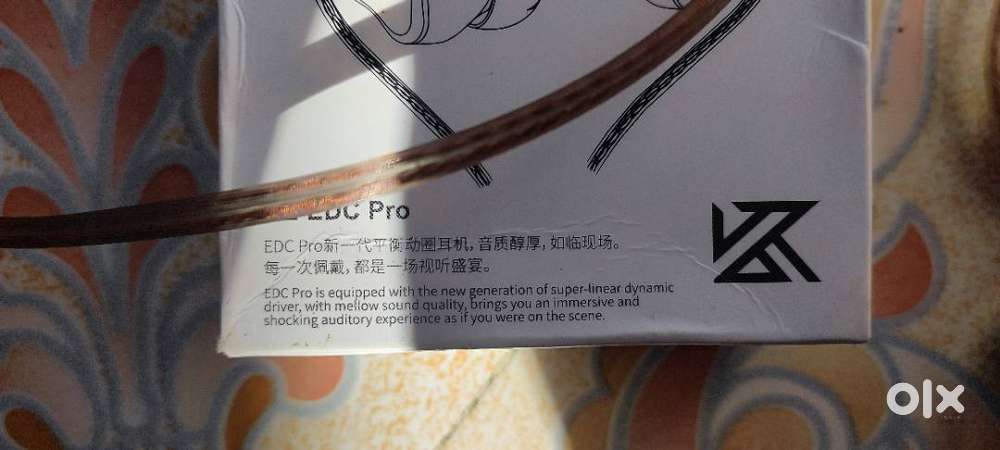 EDC Pro
EDC Pro新一代平衡动圈耳机，音质醇厚，如临现场。
每一次佩戴，都是一场视听盛宴。
EDC Pro is equipped with the new generation of super-linear dynamic
driver, with mellow sound quality, brings you an immersive and
shocking auditory experience as if you were on the scene.
KZ
olx